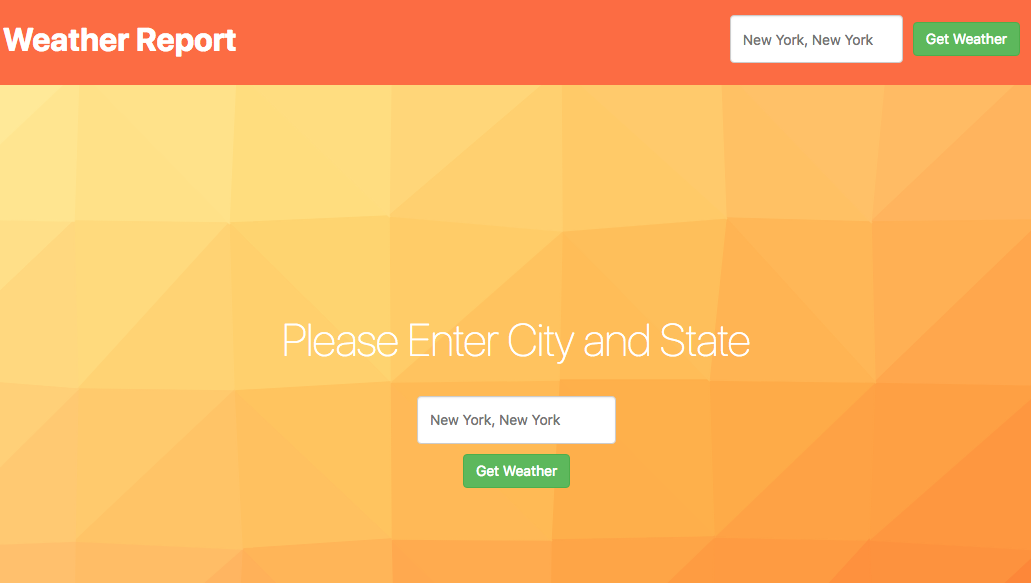 Weather Report
New York, New York
Get Weather
Please Enter City and State
New York, New York
Get Weather